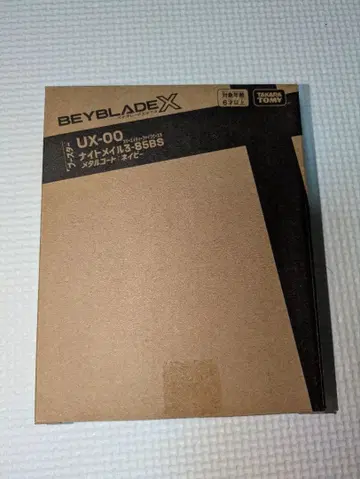 BEYBLADE X
対象年齢
6才以上
TAKARA
TOMY
UX-00
ナイトメイル3-85BS
メタルコート:ネイビー